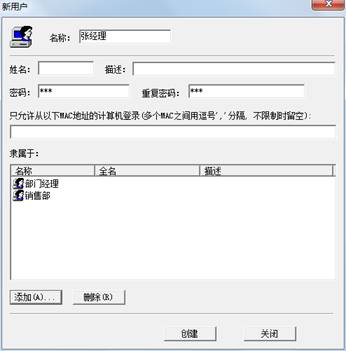 新用户
名称: 张经理
姓名: 描述:
密码: *** 重复密码: ***
只允许从以下MAC地址的计算机登录(多个MAC之间用逗号','分隔, 不限制时留空):
隶属于:
名称 全名 描述
部门经理
销售部
添加(A)... 删除(R)
创建 关闭